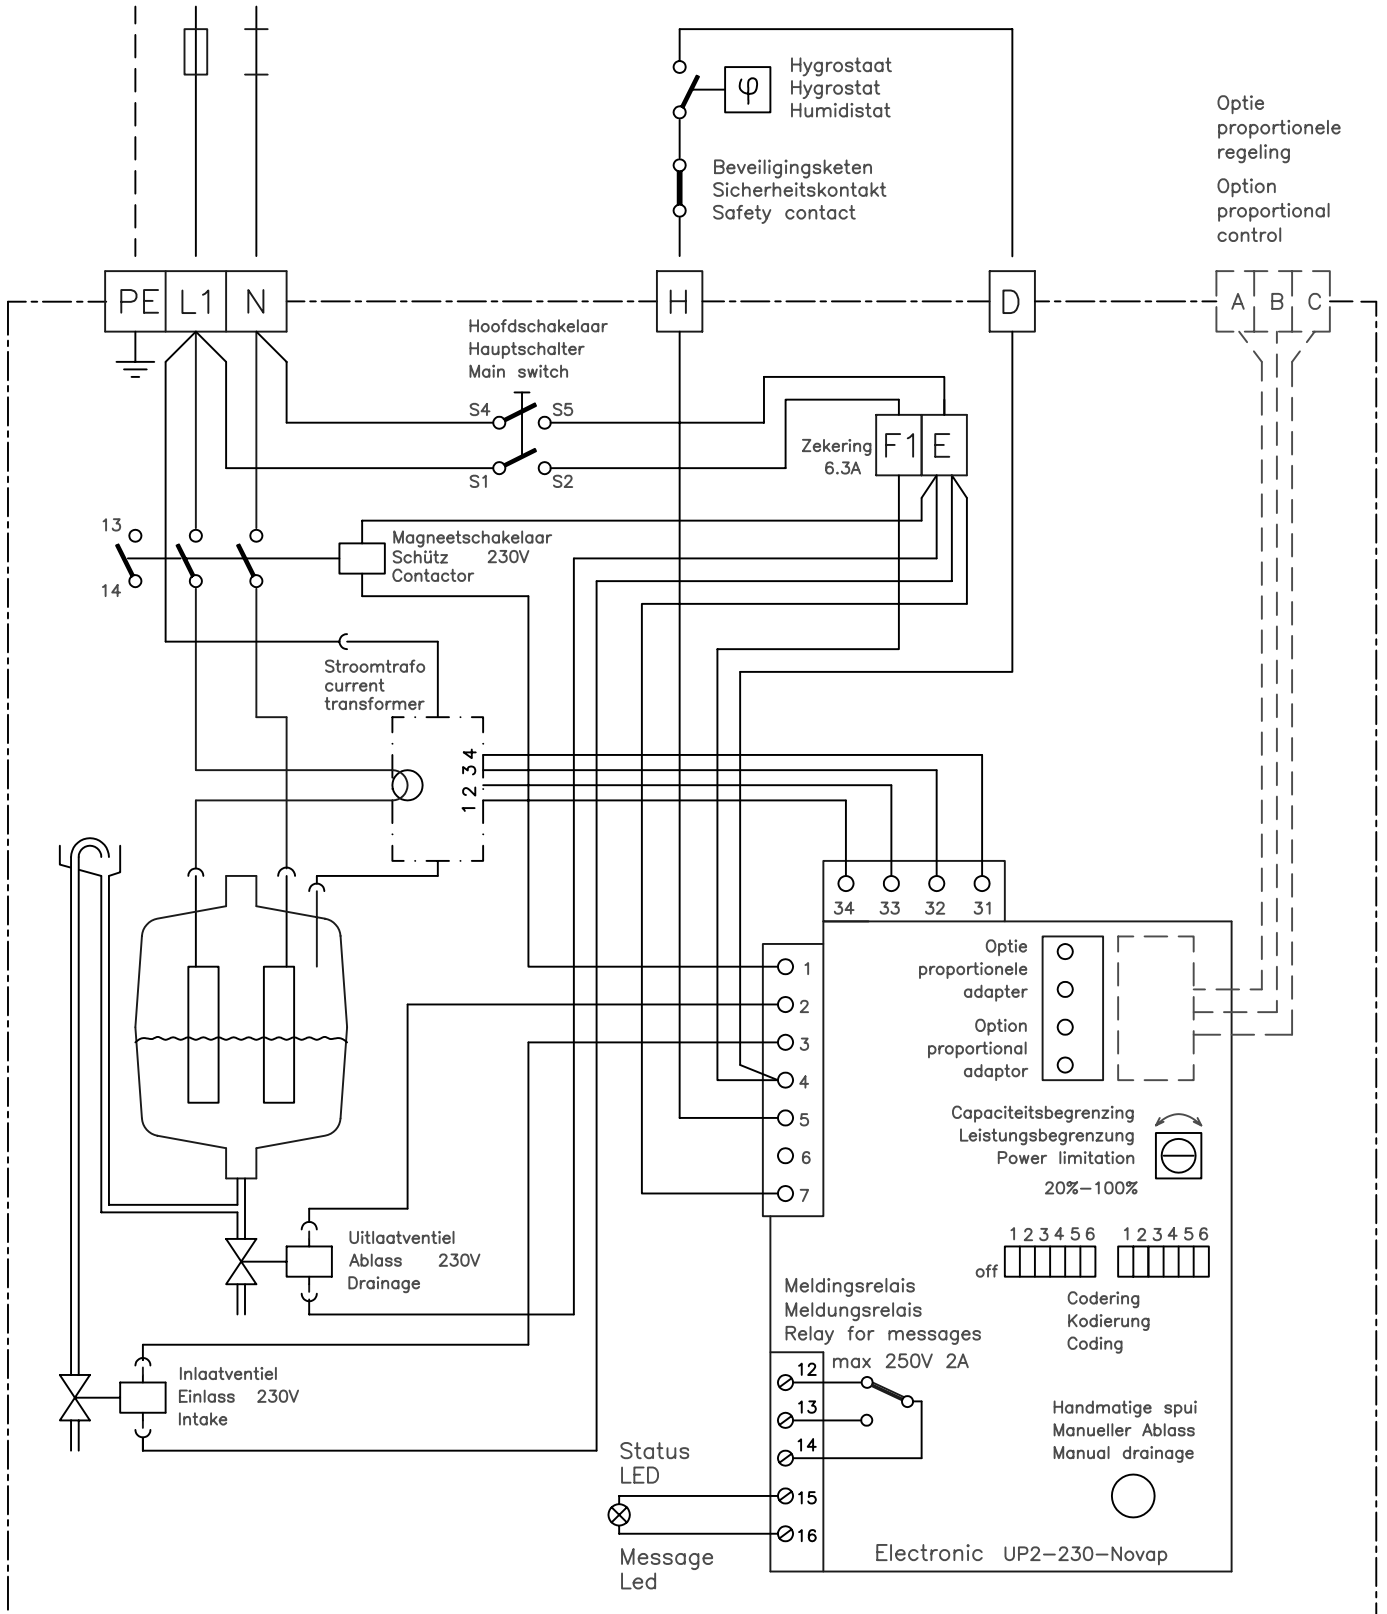 φ
Hygrostaat
Hygrostat
Humidistat
Beveiligingsketen
Sicherheitskontakt
Safety contact
Optie
proportionele
regeling
Option
proportional
control
PE L1 N
H
D
A B C
Hoofdschakelaar
Hauptschalter
Main switch
S4 S5
S1 S2
Zekering
6.3A
F1 E
13
14
Magneetschakelaar
Schütz 230V
Contactor
Stroomtrafo
current
transformer
1 2 3 4
34 33 32 31
1
2
3
4
5
6
7
Optie
proportionele
adapter
Option
proportional
adaptor
Capaciteitsbegrenzing
Leistungsbegrenzung
Power limitation
20%-100%
1 2 3 4 5 6 1 2 3 4 5 6
off
Codering
Kodierung
Coding
Uitlaatventiel
Ablass 230V
Drainage
Inlaatventiel
Einlass 230V
Intake
Meldingsrelais
Meldungsrelais
Relay for messages
max 250V 2A
12
13
14
15
16
Handmatige spui
Manueller Ablass
Manual drainage
Status
LED
Message
Led
Electronic UP2-230-Novap